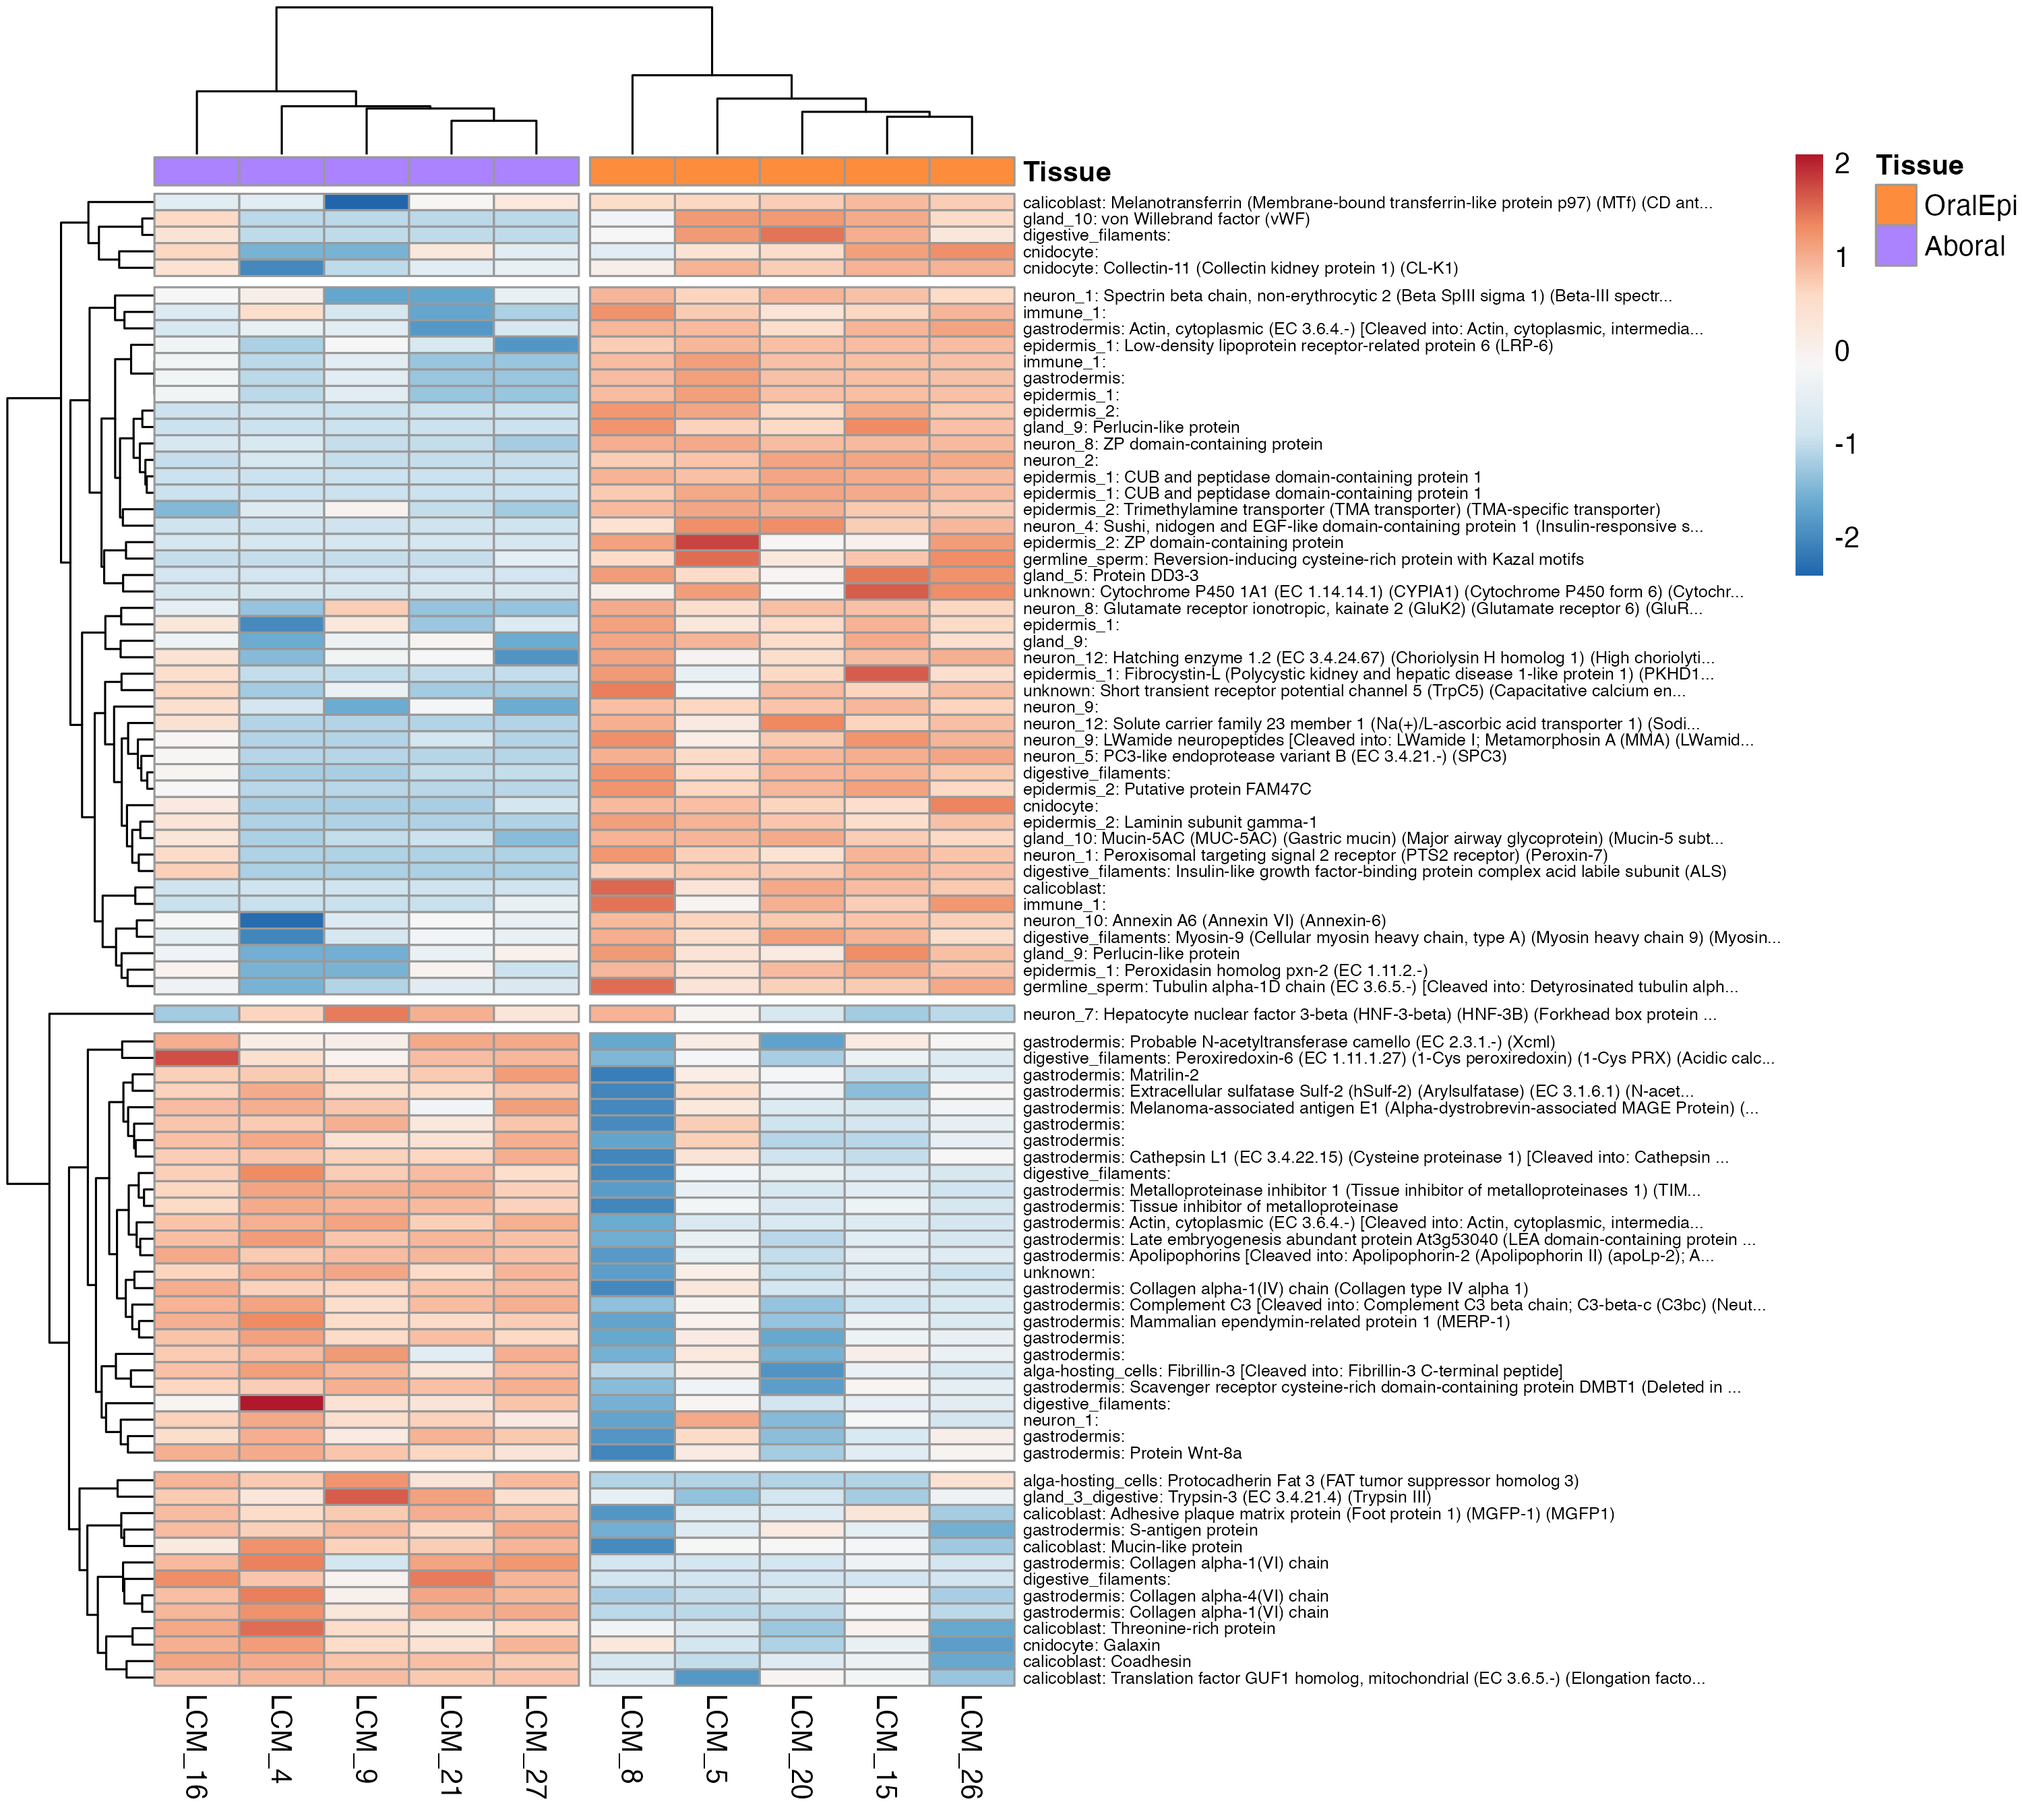 Tissue
calicoblast: Melanotransferrin (Membrane-bound transferrin-like protein p97) (MTf) (CD ant...
gland_10: von Willebrand factor (vWF)
digestive_filaments:
cnidocyte:
cnidocyte: Collectin-11 (Collectin kidney protein 1) (CL-K1)
neuron_1: Spectrin beta chain, non-erythrocytic 2 (Beta SpIII sigma 1) (Beta-III spectr...
immune_1:
gastrodermis: Actin, cytoplasmic (EC 3.6.4.-) [Cleaved into: Actin, cytoplasmic, intermedia...
epidermis_1: Low-density lipoprotein receptor-related protein 6 (LRP-6)
immune_1:
gastrodermis:
epidermis_1:
epidermis_2:
gland_9: Perlucin-like protein
neuron_8: ZP domain-containing protein
neuron_2:
epidermis_1: CUB and peptidase domain-containing protein 1
epidermis_1: CUB and peptidase domain-containing protein 1
epidermis_2: Trimethylamine transporter (TMA transporter) (TMA-specific transporter)
neuron_4: Sushi, nidogen and EGF-like domain-containing protein 1 (Insulin-responsive s...
epidermis_2: ZP domain-containing protein
germline_sperm: Reversion-inducing cysteine-rich protein with Kazal motifs
gland_5: Protein DD3-3
unknown: Cytochrome P450 1A1 (EC 1.14.14.1) (CYPIA1) (Cytochrome P450 form 6) (Cytochr...
neuron_8: Glutamate receptor ionotropic, kainate 2 (GluK2) (Glutamate receptor 6) (GluR...
epidermis_1:
gland_9:
neuron_12: Hatching enzyme 1.2 (EC 3.4.24.67) (Choriolysin H homolog 1) (High choriolyti...
epidermis_1: Fibrocystin-L (Polycystic kidney and hepatic disease 1-like protein 1) (PKHD1...
unknown: Short transient receptor potential channel 5 (TrpC5) (Capacitative calcium en...
neuron_9:
neuron_12: Solute carrier family 23 member 1 (Na(+)/L-ascorbic acid transporter 1) (Sodi...
neuron_9: LWamide neuropeptides [Cleaved into: LWamide I; Metamorphosin A (MMA) (LWamid...
neuron_5: PC3-like endoprotease variant B (EC 3.4.21.-) (SPC3)
digestive_filaments:
epidermis_2: Putative protein FAM47C
cnidocyte:
epidermis_2: Laminin subunit gamma-1
gland_10: Mucin-5AC (MUC-5AC) (Gastric mucin) (Major airway glycoprotein) (Mucin-5 subt...
neuron_1: Peroxisomal targeting signal 2 receptor (PTS2 receptor) (Peroxin-7)
digestive_filaments: Insulin-like growth factor-binding protein complex acid labile subunit (ALS)
calicoblast:
immune_1:
neuron_10: Annexin A6 (Annexin VI) (Annexin-6)
digestive_filaments: Myosin-9 (Cellular myosin heavy chain, type A) (Myosin heavy chain 9) (Myosin...
gland_9: Perlucin-like protein
epidermis_1: Peroxidasin homolog pxn-2 (EC 1.11.2.-)
germline_sperm: Tubulin alpha-1D chain (EC 3.6.5.-) [Cleaved into: Detyrosinated tubulin alph...
neuron_7: Hepatocyte nuclear factor 3-beta (HNF-3-beta) (HNF-3B) (Forkhead box protein ...
gastrodermis: Probable N-acetyltransferase camello (EC 2.3.1.-) (Xcml)
digestive_filaments: Peroxiredoxin-6 (EC 1.11.1.27) (1-Cys peroxiredoxin) (1-Cys PRX) (Acidic calc...
gastrodermis: Matrilin-2
gastrodermis: Extracellular sulfatase Sulf-2 (hSulf-2) (Arylsulfatase) (EC 3.1.6.1) (N-acet...
gastrodermis: Melanoma-associated antigen E1 (Alpha-dystrobrevin-associated MAGE Protein) (...
gastrodermis:
gastrodermis:
gastrodermis: Cathepsin L1 (EC 3.4.22.15) (Cysteine proteinase 1) [Cleaved into: Cathepsin ...
digestive_filaments:
gastrodermis: Metalloproteinase inhibitor 1 (Tissue inhibitor of metalloproteinases 1) (TIM...
gastrodermis: Tissue inhibitor of metalloproteinase
gastrodermis: Actin, cytoplasmic (EC 3.6.4.-) [Cleaved into: Actin, cytoplasmic, intermedia...
gastrodermis: Late embryogenesis abundant protein At3g53040 (LEA domain-containing protein ...
gastrodermis: Apolipophorins [Cleaved into: Apolipophorin-2 (Apolipophorin II) (apoLp-2); A...
unknown:
gastrodermis: Collagen alpha-1(IV) chain (Collagen type IV alpha 1)
gastrodermis: Complement C3 [Cleaved into: Complement C3 beta chain; C3-beta-c (C3bc) (Neut...
gastrodermis: Mammalian ependymin-related protein 1 (MERP-1)
gastrodermis:
gastrodermis:
alga-hosting_cells: Fibrillin-3 [Cleaved into: Fibrillin-3 C-terminal peptide]
gastrodermis: Scavenger receptor cysteine-rich domain-containing protein DMBT1 (Deleted in ...
digestive_filaments:
neuron_1:
gastrodermis:
gastrodermis: Protein Wnt-8a
alga-hosting_cells: Protocadherin Fat 3 (FAT tumor suppressor homolog 3)
gland_3_digestive: Trypsin-3 (EC 3.4.21.4) (Trypsin III)
calicoblast: Adhesive plaque matrix protein (Foot protein 1) (MGFP-1) (MGFP1)
gastrodermis: S-antigen protein
calicoblast: Mucin-like protein
gastrodermis: Collagen alpha-1(VI) chain
digestive_filaments:
gastrodermis: Collagen alpha-4(VI) chain
gastrodermis: Collagen alpha-1(VI) chain
calicoblast: Threonine-rich protein
cnidocyte: Galaxin
calicoblast: Coadhesin
calicoblast: Translation factor GUF1 homolog, mitochondrial (EC 3.6.5.-) (Elongation facto...
LCM_16
LCM_4
LCM_9
LCM_21
LCM_27
LCM_8
LCM_5
LCM_20
LCM_15
LCM_26
2
1
0
-1
-2
Tissue
OralEpi
Aboral